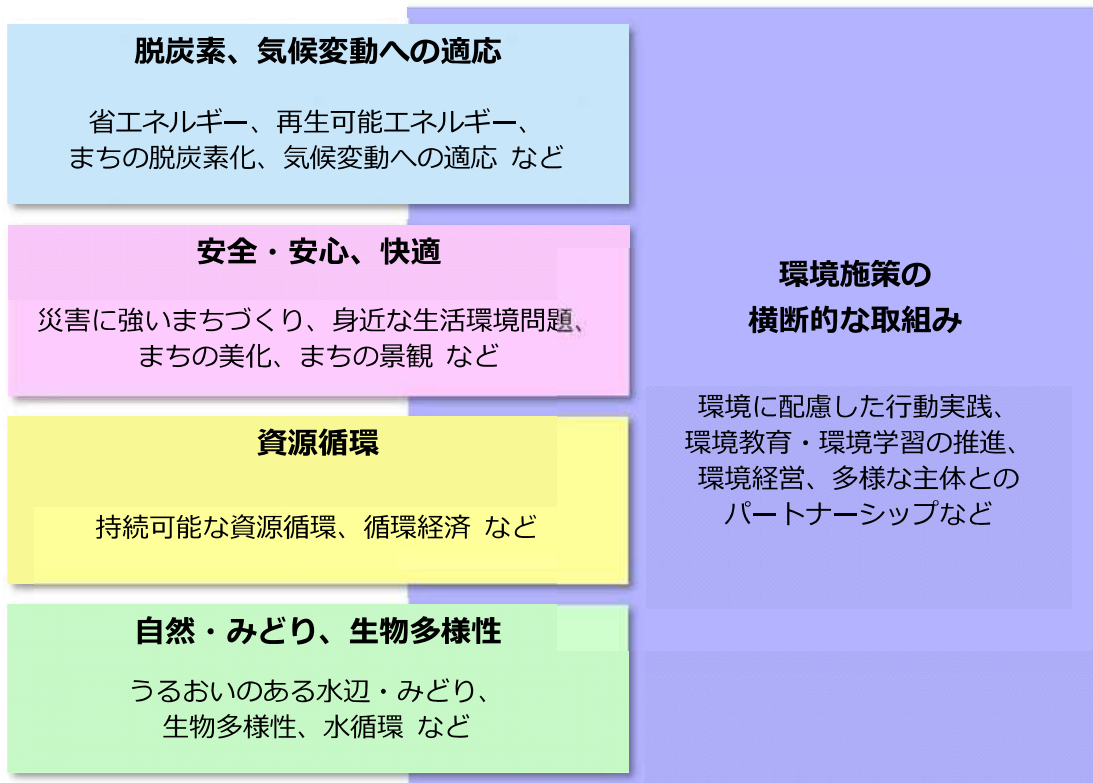 脱炭素、気候変動への適応
省エネルギー、再生可能エネルギー、
まちの脱炭素化、気候変動への適応 など
安全・安心、快適
災害に強いまちづくり、身近な生活環境問題、
まちの美化、まちの景観 など
資源循環
持続可能な資源循環、循環経済 など
自然・みどり、生物多様性
うるおいのある水辺・みどり、
生物多様性、水循環 など
環境施策の
横断的な取組み
環境に配慮した行動実践、
環境教育・環境学習の推進、
環境経営、多様な主体との
パートナーシップなど